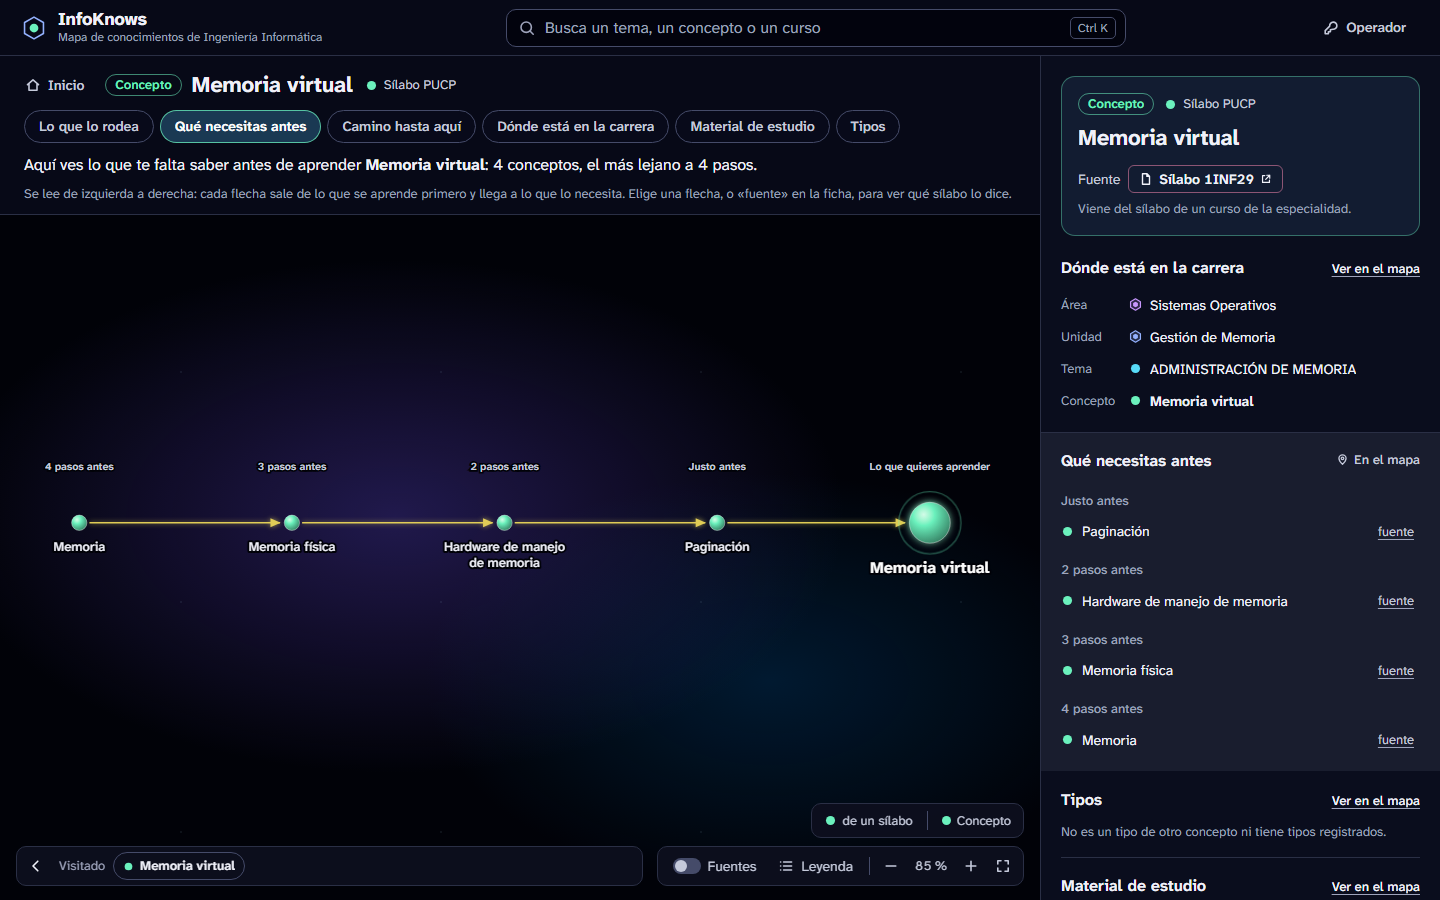 InfoKnows
Mapa de conocimientos de Ingeniería Informática
Busca un tema, un concepto o un curso
Ctrl K
Operador
Inicio
Concepto
Memoria virtual
Sílabo PUCP
Lo que lo rodea
Qué necesitas antes
Camino hasta aquí
Dónde está en la carrera
Material de estudio
Tipos
Aquí ves lo que te falta saber antes de aprender Memoria virtual: 4 conceptos, el más lejano a 4 pasos.
Se lee de izquierda a derecha: cada flecha sale de lo que se aprende primero y llega a lo que lo necesita. Elige una flecha, o «fuente» en la ficha, para ver qué sílabo lo dice.
4 pasos antes
3 pasos antes
2 pasos antes
Justo antes
Lo que quieres aprender
Memoria
Memoria física
Hardware de manejo
de memoria
Paginación
Memoria virtual
de un sílabo
Concepto
Visitado
Memoria virtual
Fuentes
Leyenda
85 %
Concepto
Sílabo PUCP
Memoria virtual
Fuente
Sílabo 1INF29
Viene del sílabo de un curso de la especialidad.
Dónde está en la carrera
Ver en el mapa
Área
Sistemas Operativos
Unidad
Gestión de Memoria
Tema
ADMINISTRACIÓN DE MEMORIA
Concepto
Memoria virtual
Qué necesitas antes
En el mapa
Justo antes
Paginación
fuente
2 pasos antes
Hardware de manejo de memoria
fuente
3 pasos antes
Memoria física
fuente
4 pasos antes
Memoria
fuente
Tipos
Ver en el mapa
No es un tipo de otro concepto ni tiene tipos registrados.
Material de estudio
Ver en el mapa